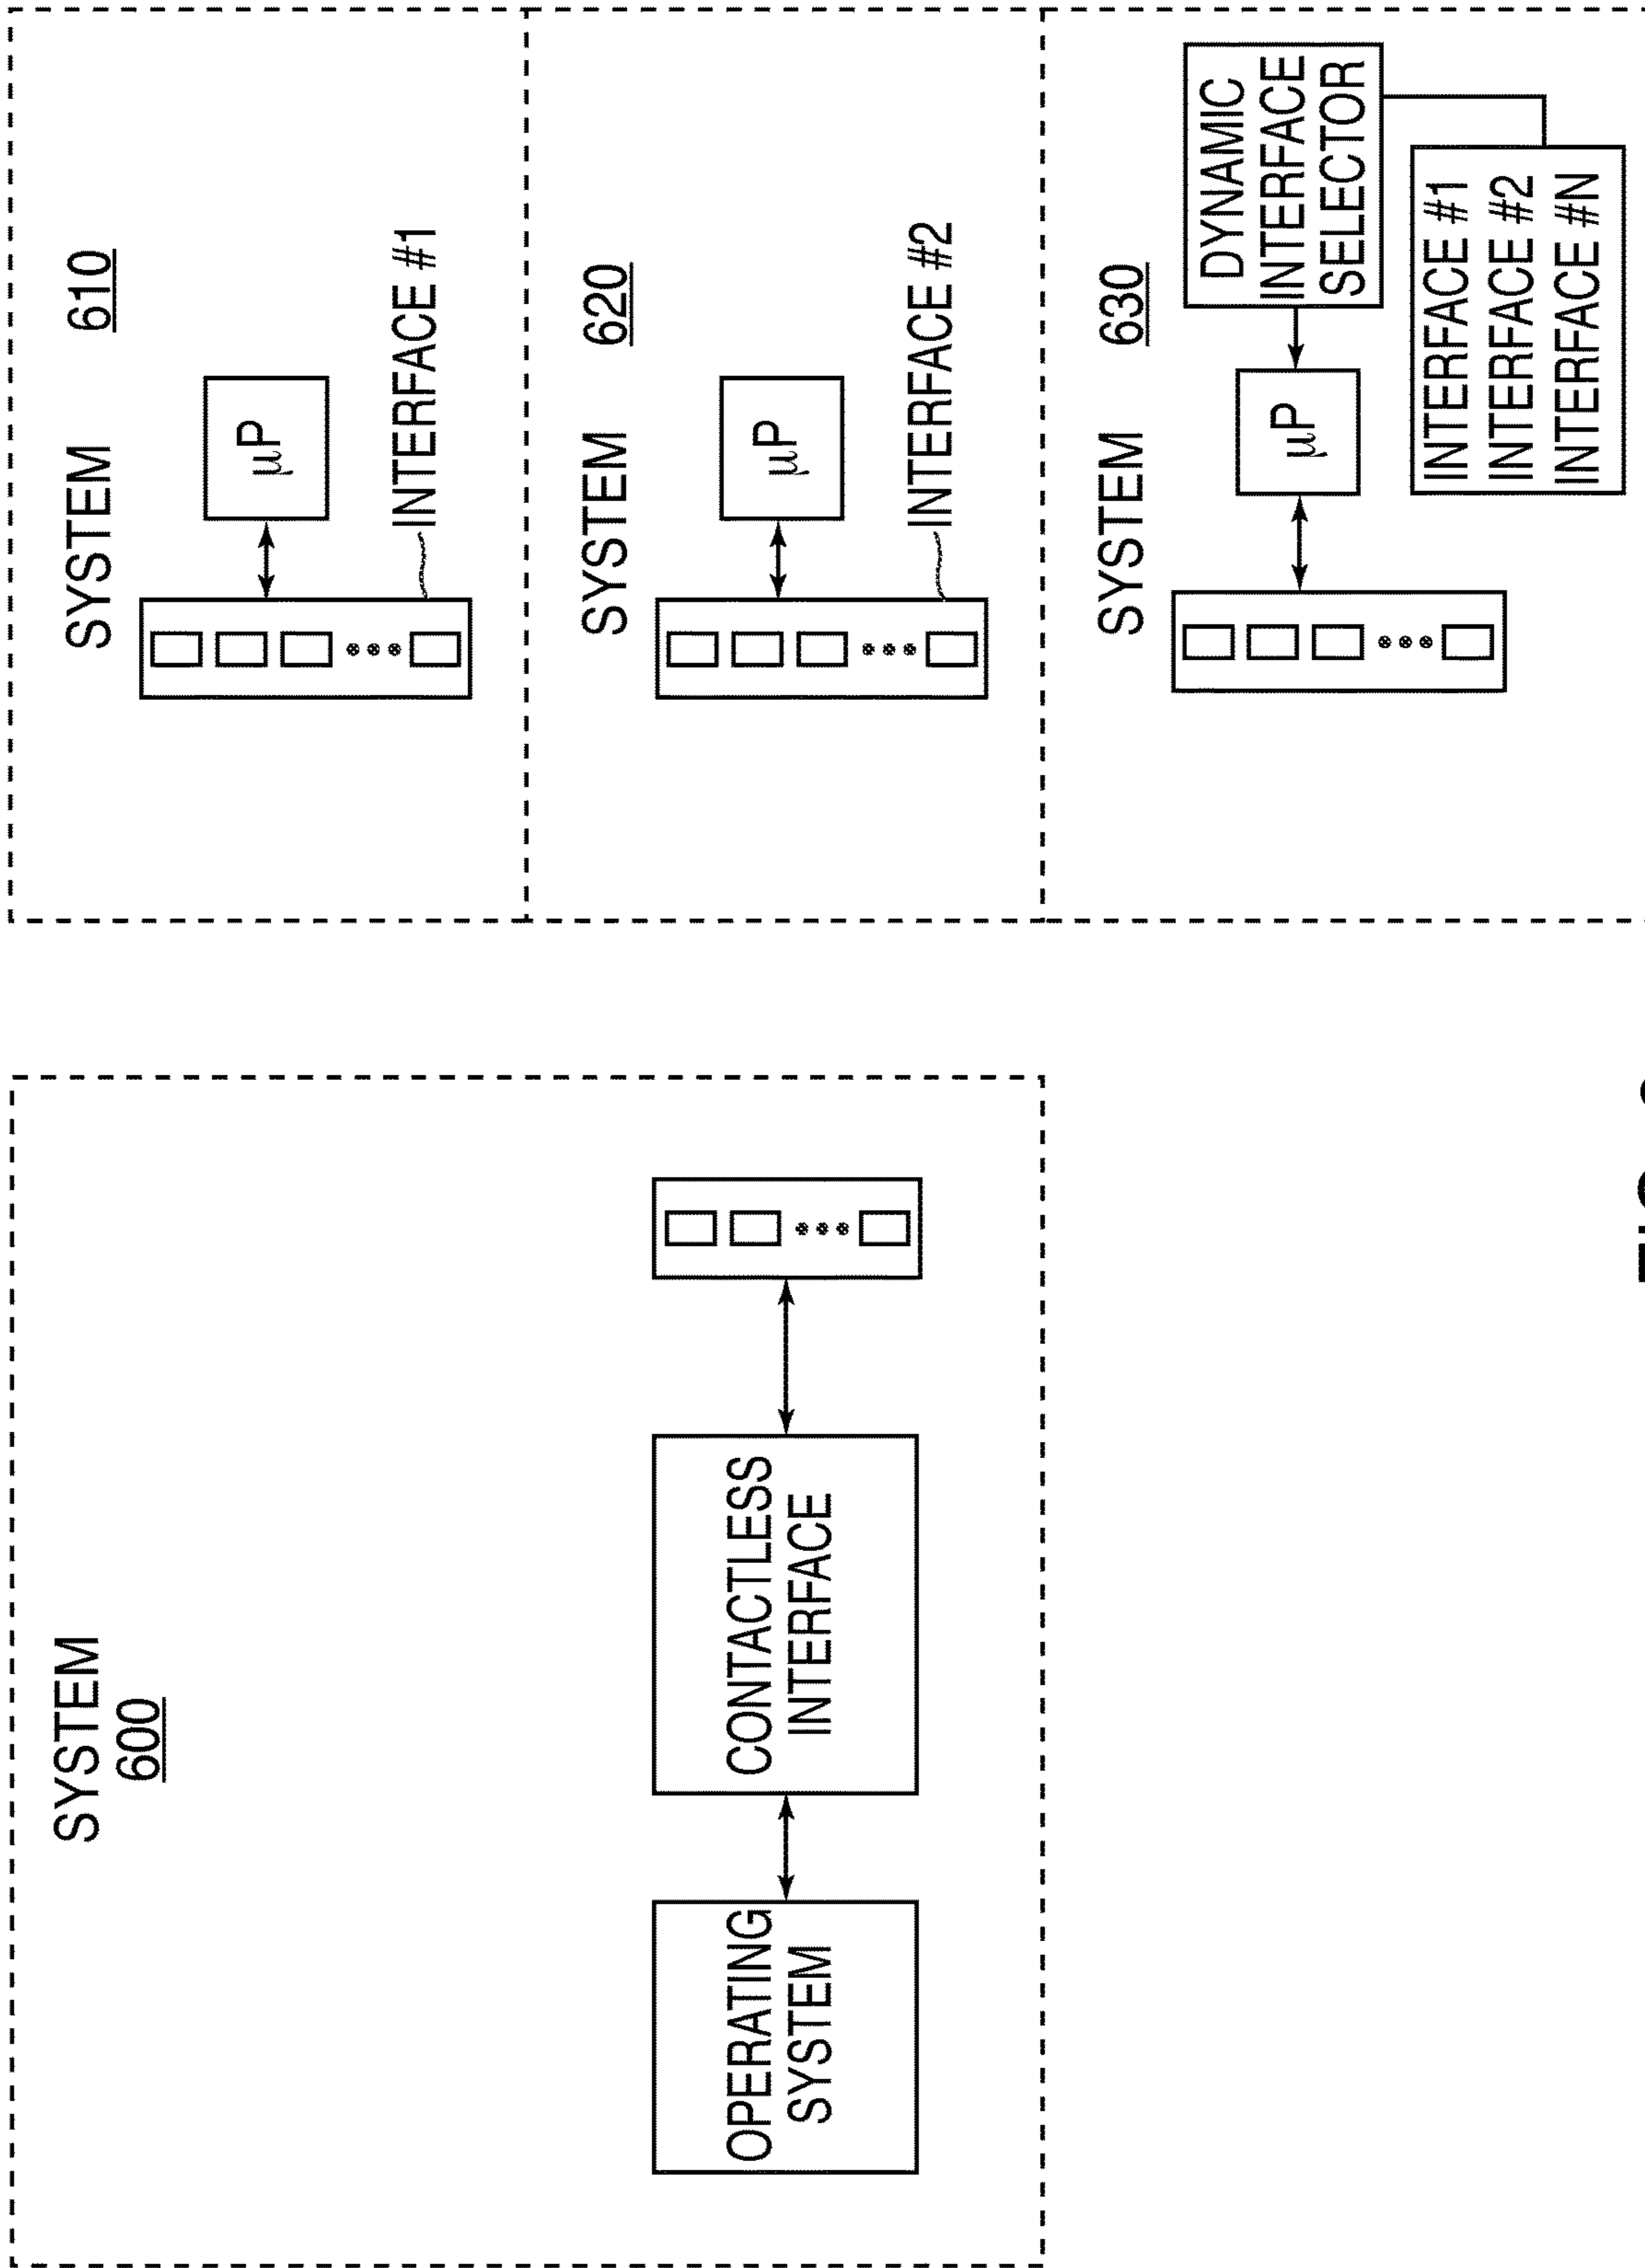 SYSTEM
600
OPERATING
SYSTEM
CONTACTLESS
INTERFACE
SYSTEM 610
µP
INTERFACE #1
SYSTEM 620
µP
INTERFACE #2
SYSTEM 630
µP
DYNAMIC
INTERFACE
SELECTOR
INTERFACE #1
INTERFACE #2
INTERFACE #N